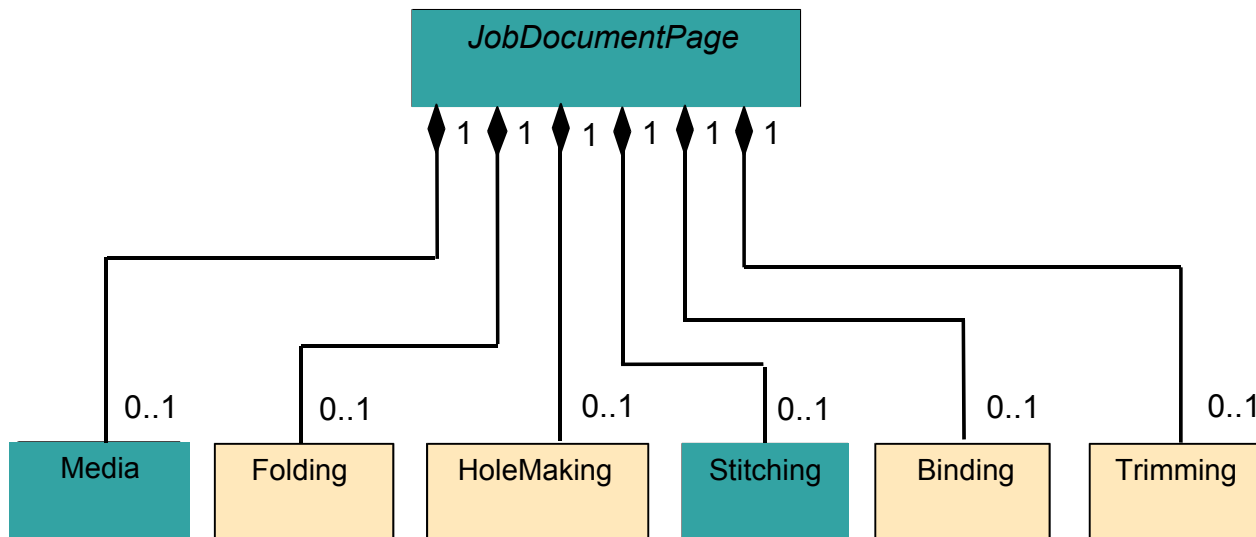 JobDocumentPage
1 1 1 1 1 1
0..1 0..1 0..1 0..1 0..1 0..1
Media Folding HoleMaking Stitching Binding Trimming